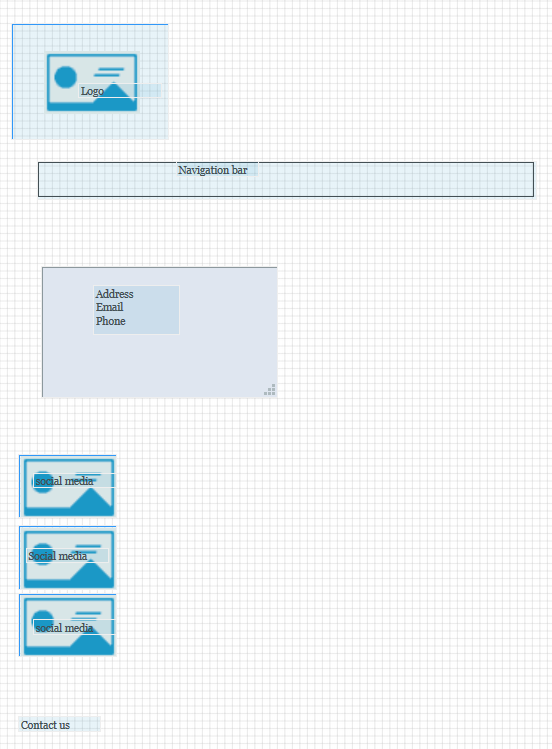 Logo
Navigation bar
Address
Email
Phone
social media
Social media
social media
Contact us